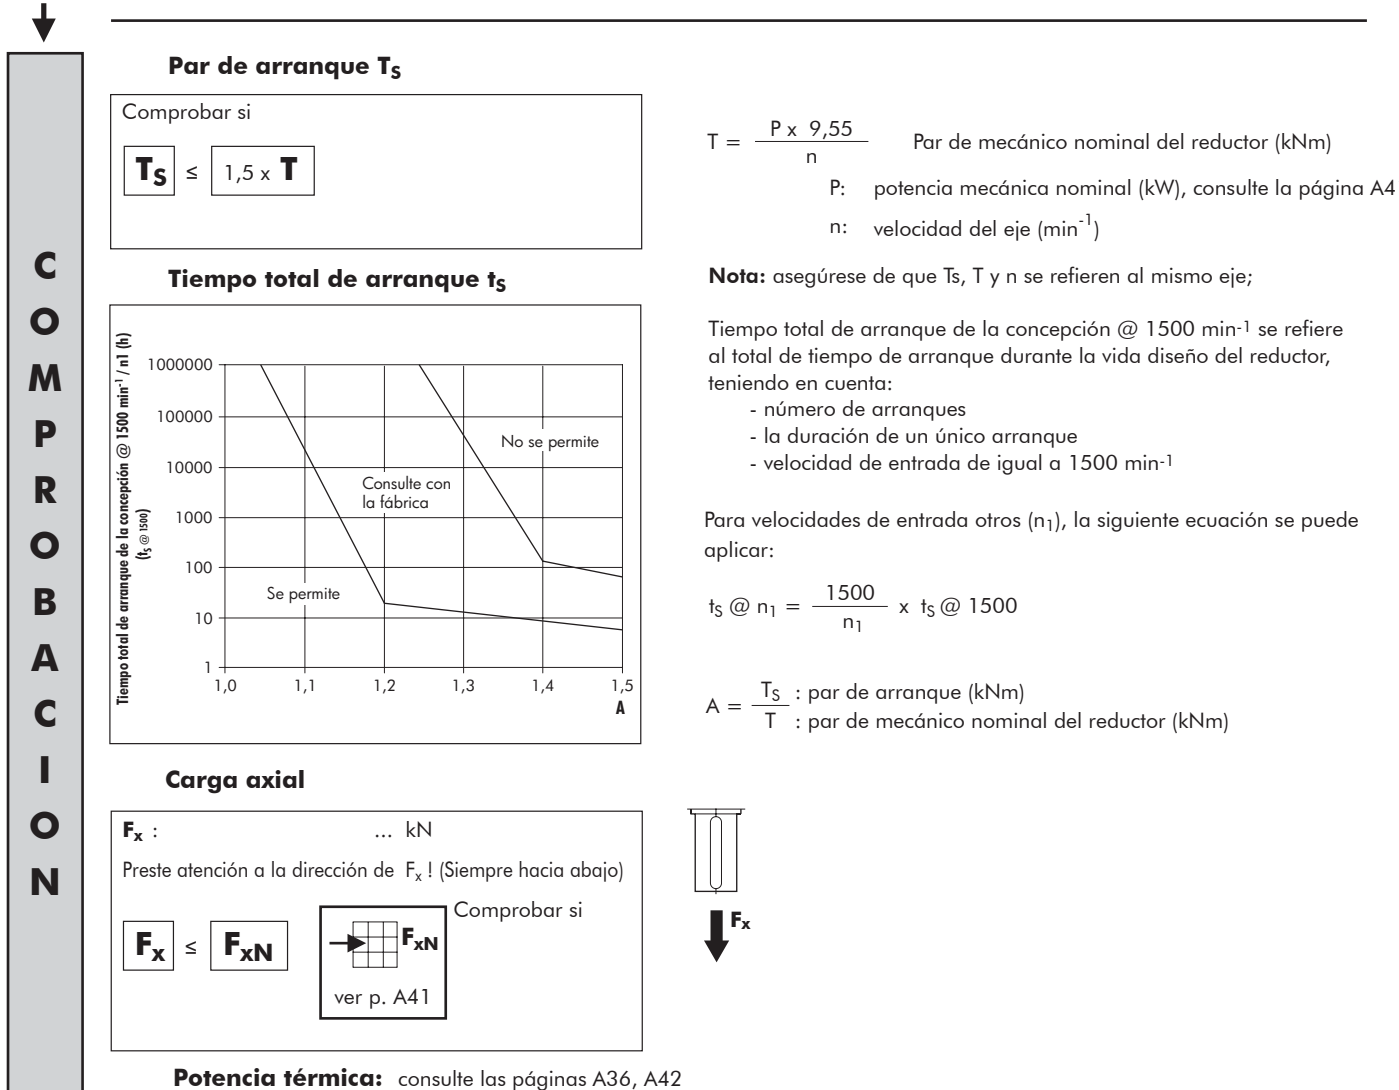 COMPROBACION
Par de arranque TS
Comprobar si
TS ≤ 1,5 x T
T = P x 9,55 / n Par de mecánico nominal del reductor (kNm)
P: potencia mecánica nominal (kW), consulte la página A4
n: velocidad del eje (min-1)
Tiempo total de arranque tS
Tiempo total de arranque de la concepción @ 1500 min-1 / n1 (h)
(tS @ 1500)
1000000
100000
10000
1000
100
10
1
1,0 1,1 1,2 1,3 1,4 1,5
A
No se permite
Consulte con
la fábrica
Se permite
Nota: asegúrese de que Ts, T y n se refieren al mismo eje;
Tiempo total de arranque de la concepción @ 1500 min-1 se refiere
al total de tiempo de arranque durante la vida diseño del reductor,
teniendo en cuenta:
- número de arranques
- la duración de un único arranque
- velocidad de entrada de igual a 1500 min-1
Para velocidades de entrada otros (n1), la siguiente ecuación se puede
aplicar:
tS @ n1 = 1500 / n1 x tS @ 1500
A = TS : par de arranque (kNm)
T : par de mecánico nominal del reductor (kNm)
Carga axial
Fx : ... kN
Preste atención a la dirección de Fx ! (Siempre hacia abajo)
Comprobar si
Fx ≤ FxN
FxN
ver p. A41
Fx
Potencia térmica: consulte las páginas A36, A42